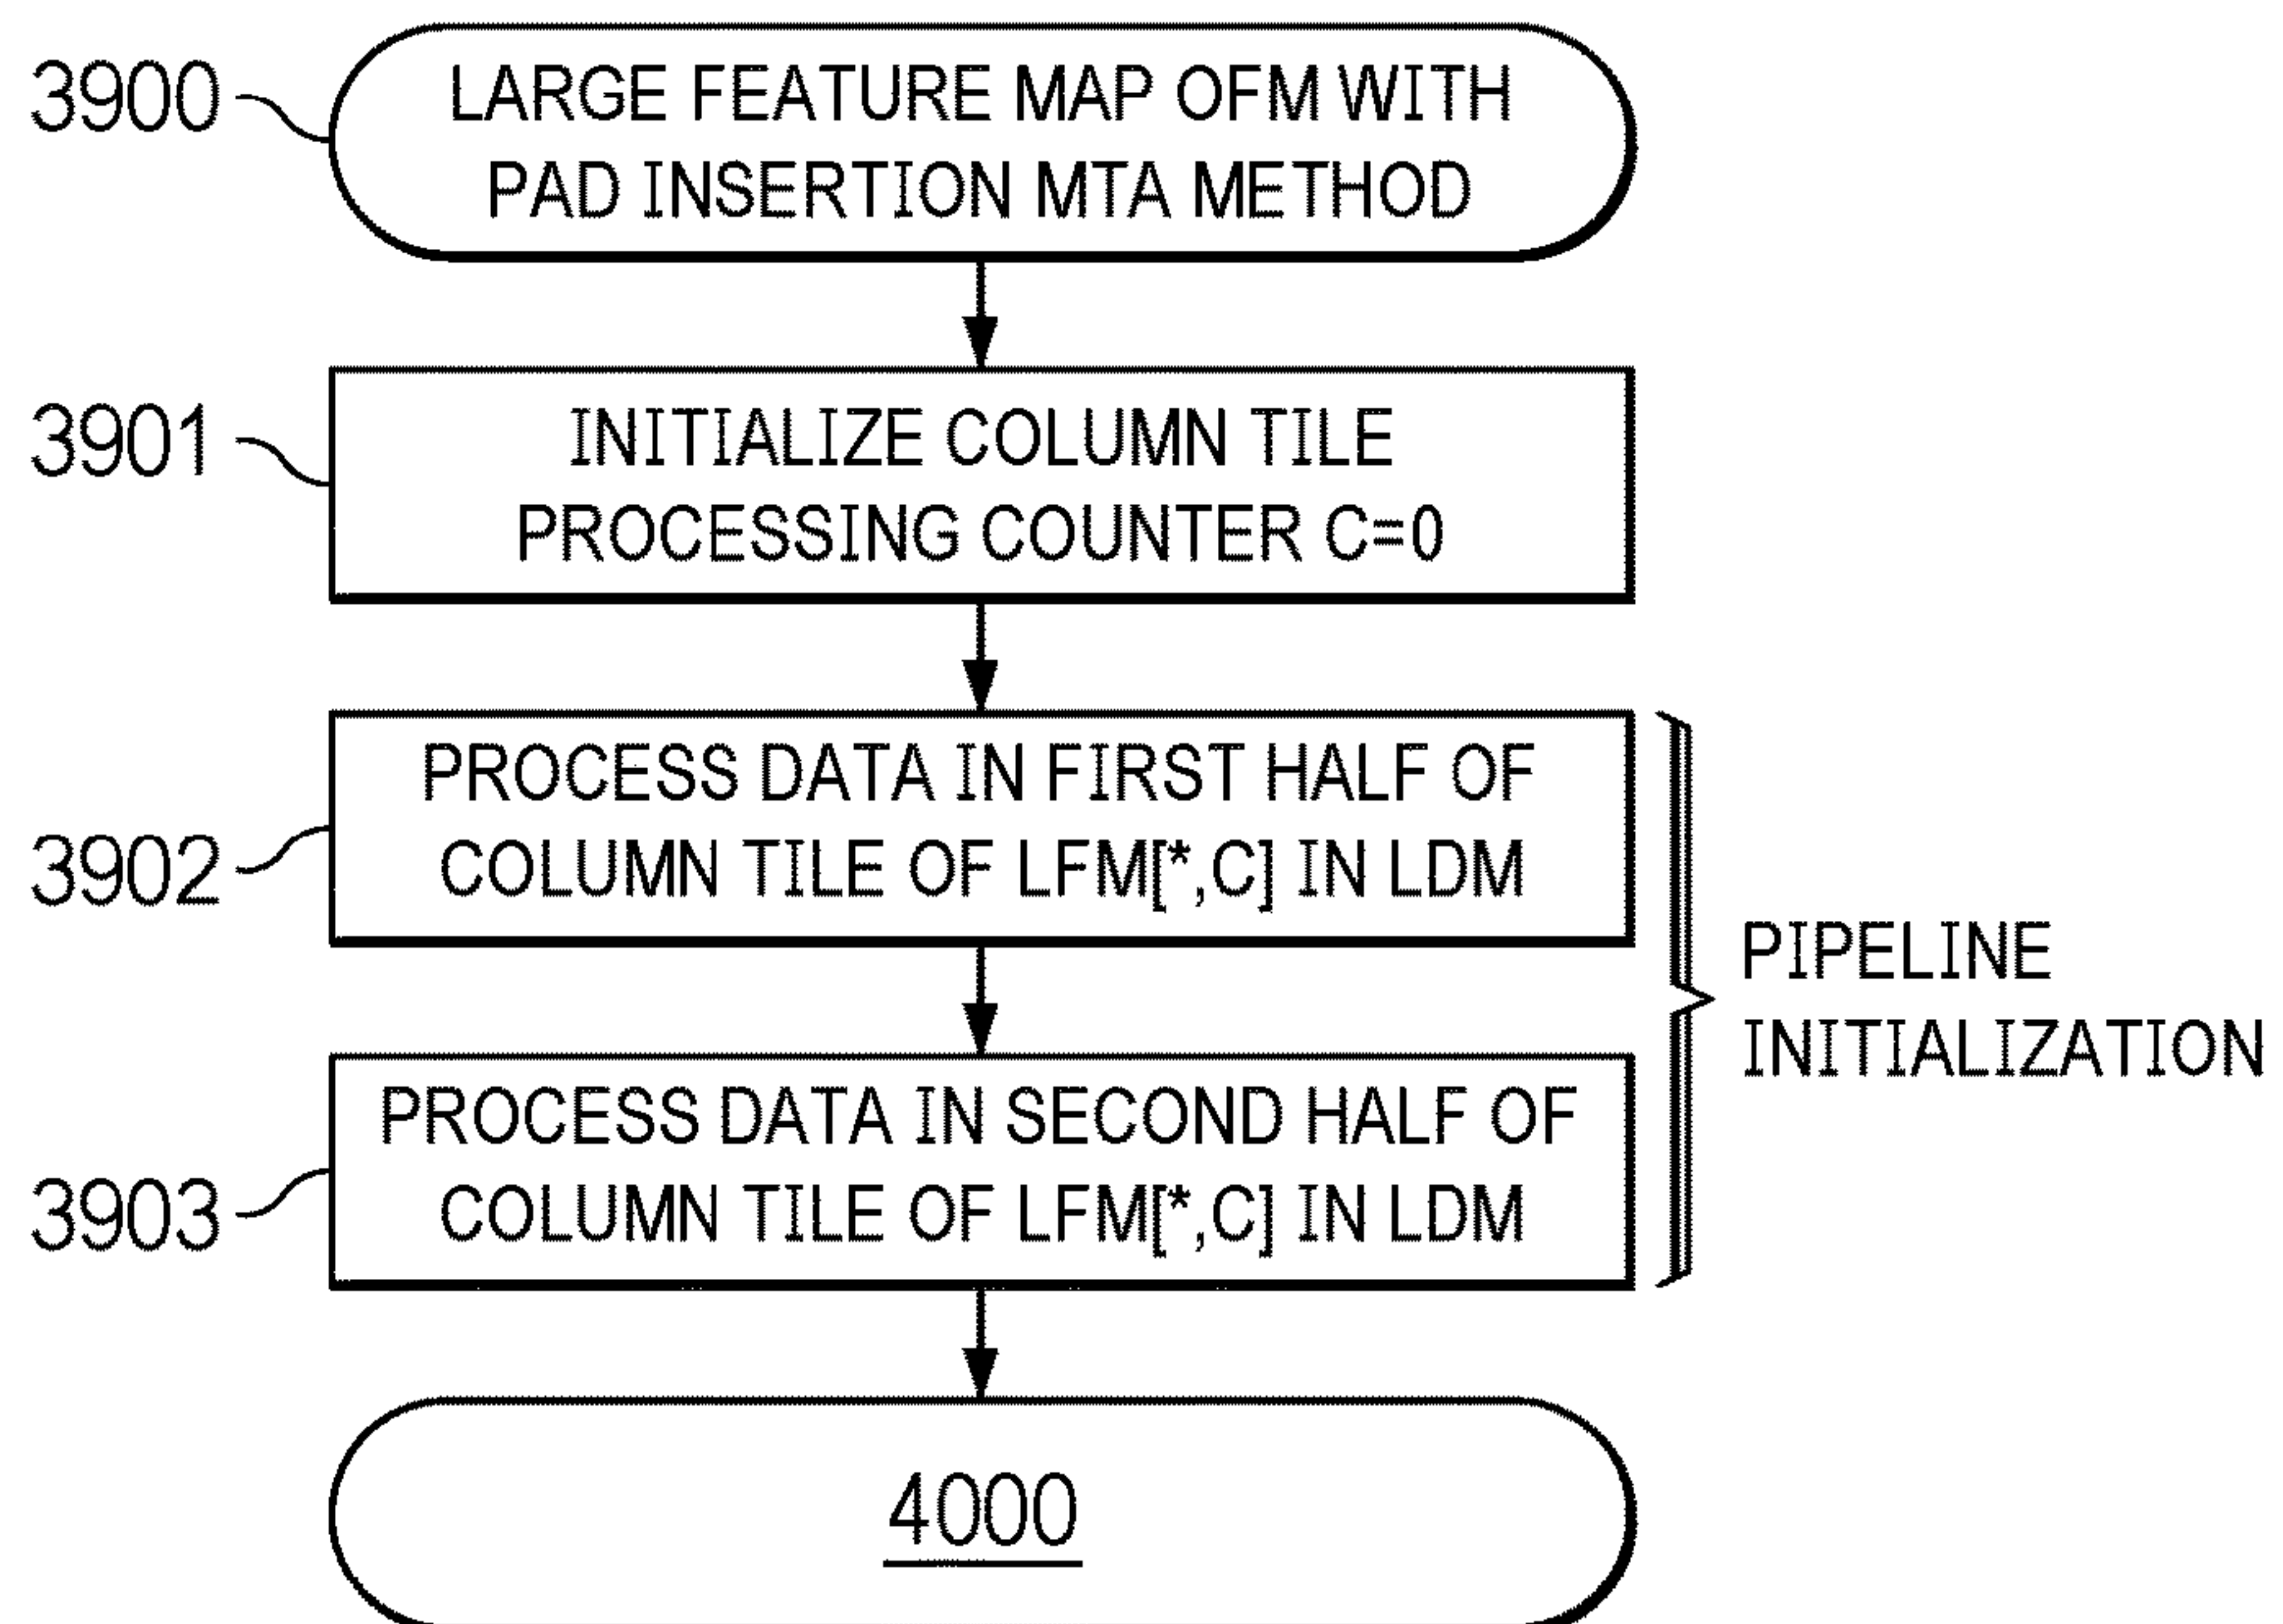 3900
LARGE FEATURE MAP OFM WITH
PAD INSERTION MTA METHOD
3901
INITIALIZE COLUMN TILE
PROCESSING COUNTER C=0
3902
PROCESS DATA IN FIRST HALF OF
COLUMN TILE OF LFM[*,C] IN LDM
3903
PROCESS DATA IN SECOND HALF OF
COLUMN TILE OF LFM[*,C] IN LDM
PIPELINE
INITIALIZATION
4000